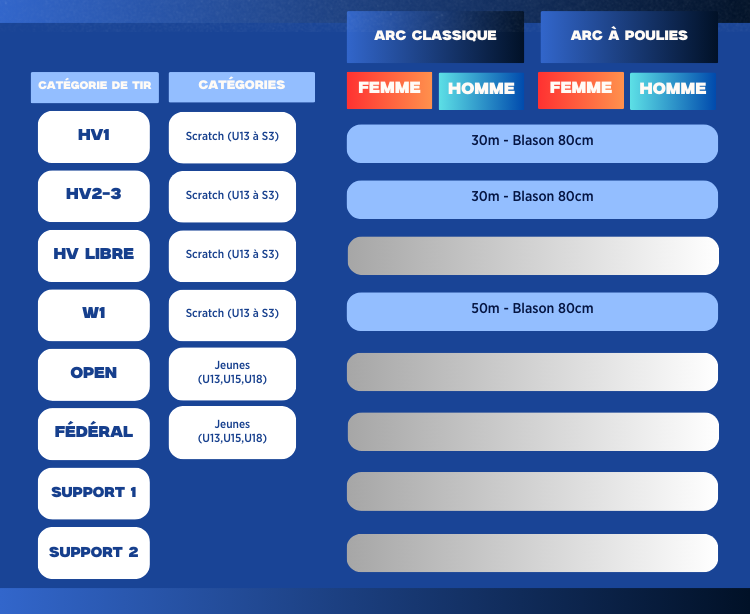 ARC CLASSIQUE
ARC À POULIES
CATÉGORIE DE TIR
CATÉGORIES
FEMME
HOMME
FEMME
HOMME
HV1
Scratch (U13 à S3)
30m - Blason 80cm
HV2-3
Scratch (U13 à S3)
30m - Blason 80cm
HV LIBRE
Scratch (U13 à S3)
W1
Scratch (U13 à S3)
50m - Blason 80cm
OPEN
Jeunes
(U13,U15,U18)
FÉDÉRAL
Jeunes
(U13,U15,U18)
SUPPORT 1
SUPPORT 2